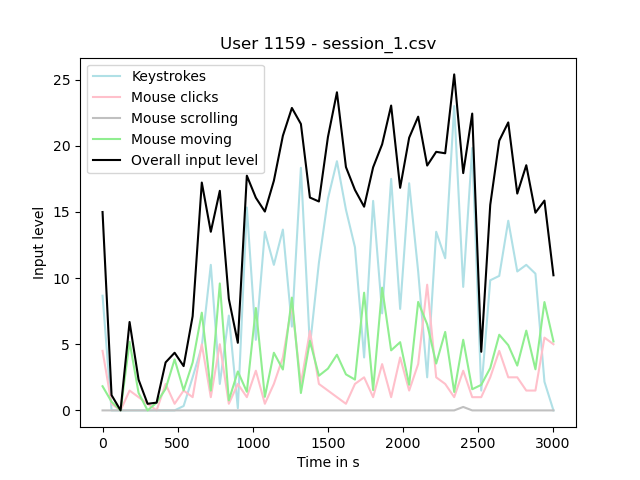 User 1159 - session_1.csv
Keystrokes
Mouse clicks
Mouse scrolling
Mouse moving
Overall input level
25
20
15
10
5
0
Input level
0 500 1000 1500 2000 2500 3000
Time in s